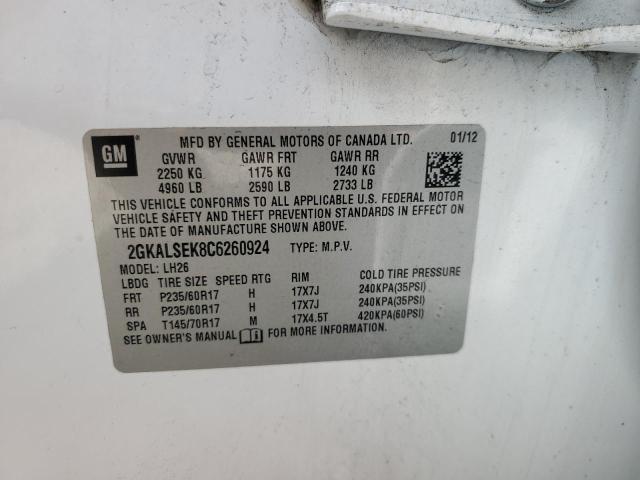 GM
MFD BY GENERAL MOTORS OF CANADA LTD. 01/12
GVWR GAWR FRT GAWR RR
2250 KG 1175 KG 1240 KG
4960 LB 2590 LB 2733 LB
THIS VEHICLE CONFORMS TO ALL APPLICABLE U.S. FEDERAL MOTOR
VEHICLE SAFETY AND THEFT PREVENTION STANDARDS IN EFFECT ON
THE DATE OF MANUFACTURE SHOWN ABOVE.
2GKALSEK8C6260924 TYPE: M.P.V.
MODEL: LH26
LBDG TIRE SIZE SPEED RTG RIM COLD TIRE PRESSURE
FRT P235/60R17 H 17X7J 240KPA(35PSI)
RR P235/60R17 H 17X7J 240KPA(35PSI)
SPA T145/70R17 M 17X4.5T 420KPA(60PSI)
SEE OWNER'S MANUAL FOR MORE INFORMATION.